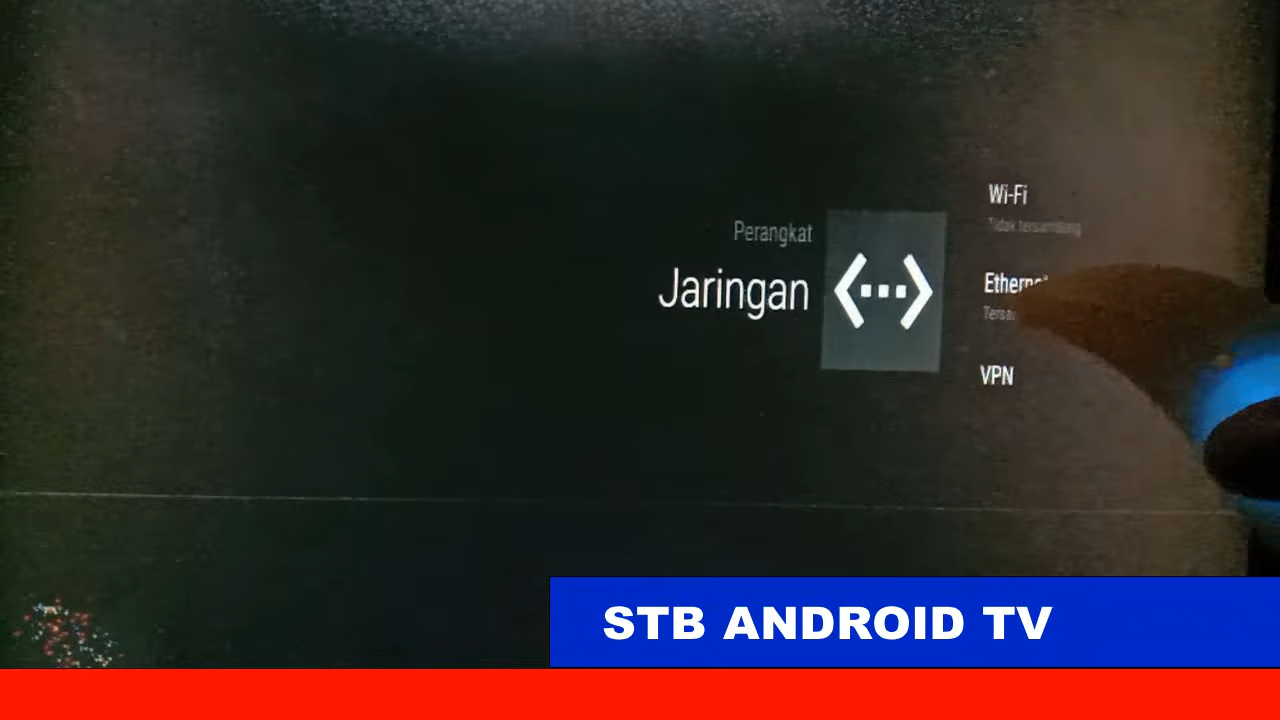 Perangkat
Jaringan
Wi-Fi
Tidak tersambung
VPN
STB ANDROID TV